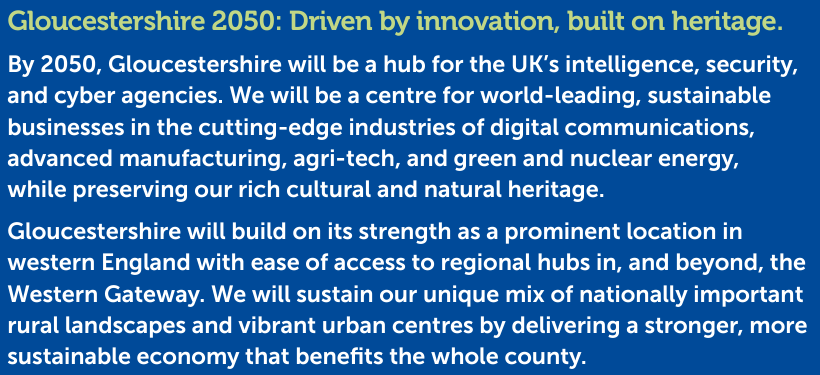 Gloucestershire 2050: Driven by innovation, built on heritage.
By 2050, Gloucestershire will be a hub for the UK’s intelligence, security,
and cyber agencies. We will be a centre for world-leading, sustainable
businesses in the cutting-edge industries of digital communications,
advanced manufacturing, agri-tech, and green and nuclear energy,
while preserving our rich cultural and natural heritage.
Gloucestershire will build on its strength as a prominent location in
western England with ease of access to regional hubs in, and beyond, the
Western Gateway. We will sustain our unique mix of nationally important
rural landscapes and vibrant urban centres by delivering a stronger, more
sustainable economy that benefits the whole county.